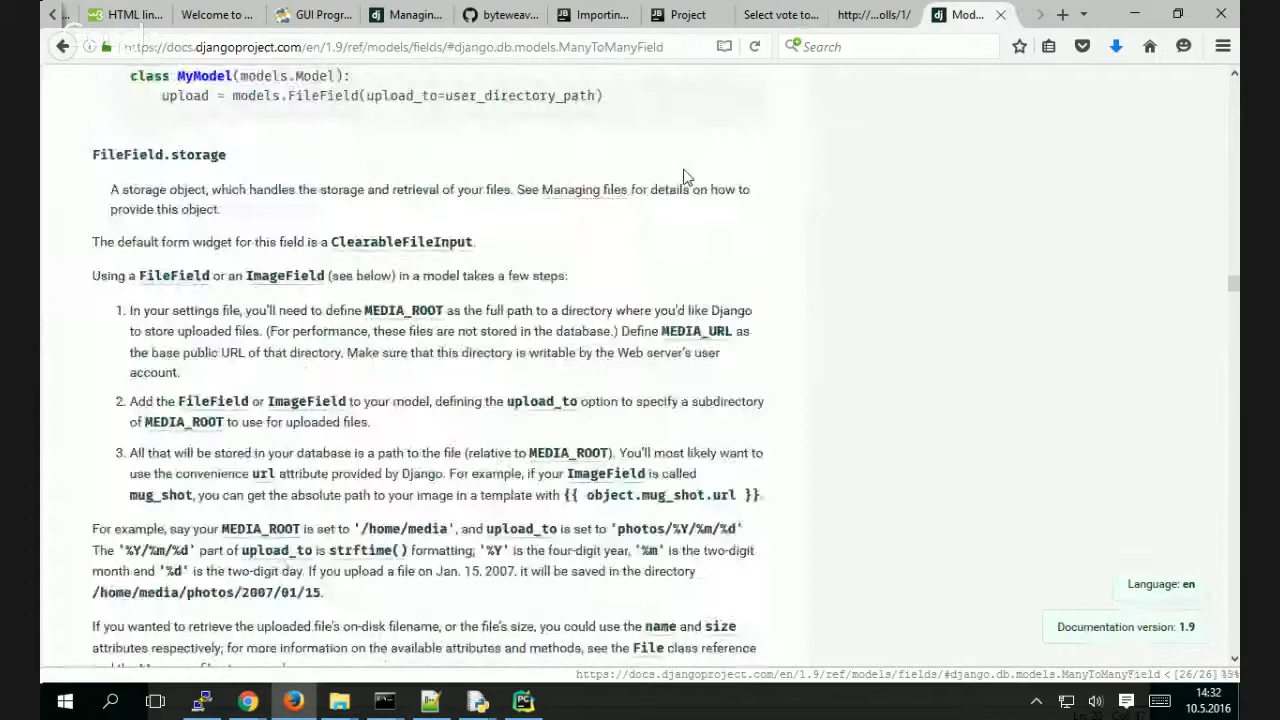 HTML lin...
Welcome to ...
GUI Progr...
Managin...
byteweav...
Importin...
Project
Select vote to...
http://...olls/1/
Mod...
https://docs.djangoproject.com/en/1.9/ref/models/fields/#django.db.models.ManyToManyField
Search
class MyModel(models.Model):
upload = models.FileField(upload_to=user_directory_path)
FileField.storage
A storage object, which handles the storage and retrieval of your files. See Managing files for details on how to
provide this object.
The default form widget for this field is a ClearableFileInput.
Using a FileField or an ImageField (see below) in a model takes a few steps:
1. In your settings file, you'll need to define MEDIA_ROOT as the full path to a directory where you'd like Django
to store uploaded files. (For performance, these files are not stored in the database.) Define MEDIA_URL as
the base public URL of that directory. Make sure that this directory is writable by the Web server's user
account.
2. Add the FileField or ImageField to your model, defining the upload_to option to specify a subdirectory
of MEDIA_ROOT to use for uploaded files.
3. All that will be stored in your database is a path to the file (relative to MEDIA_ROOT). You'll most likely want to
use the convenience url attribute provided by Django. For example, if your ImageField is called
mug_shot, you can get the absolute path to your image in a template with {{ object.mug_shot.url }}.
For example, say your MEDIA_ROOT is set to '/home/media', and upload_to is set to 'photos/%Y/%m/%d'
The '%Y/%m/%d' part of upload_to is strftime() formatting; '%Y' is the four-digit year, '%m' is the two-digit
month and '%d' is the two-digit day. If you upload a file on Jan. 15, 2007, it will be saved in the directory
/home/media/photos/2007/01/15.
If you wanted to retrieve the uploaded file's on-disk filename, or the file's size, you could use the name and size
attributes respectively; for more information on the available attributes and methods, see the File class reference
Language: en
Documentation version: 1.9
https://docs.djangoproject.com/en/1.9/ref/models/fields/#django.db.models.ManyToManyField < [26/26]
14:32
10.5.2016